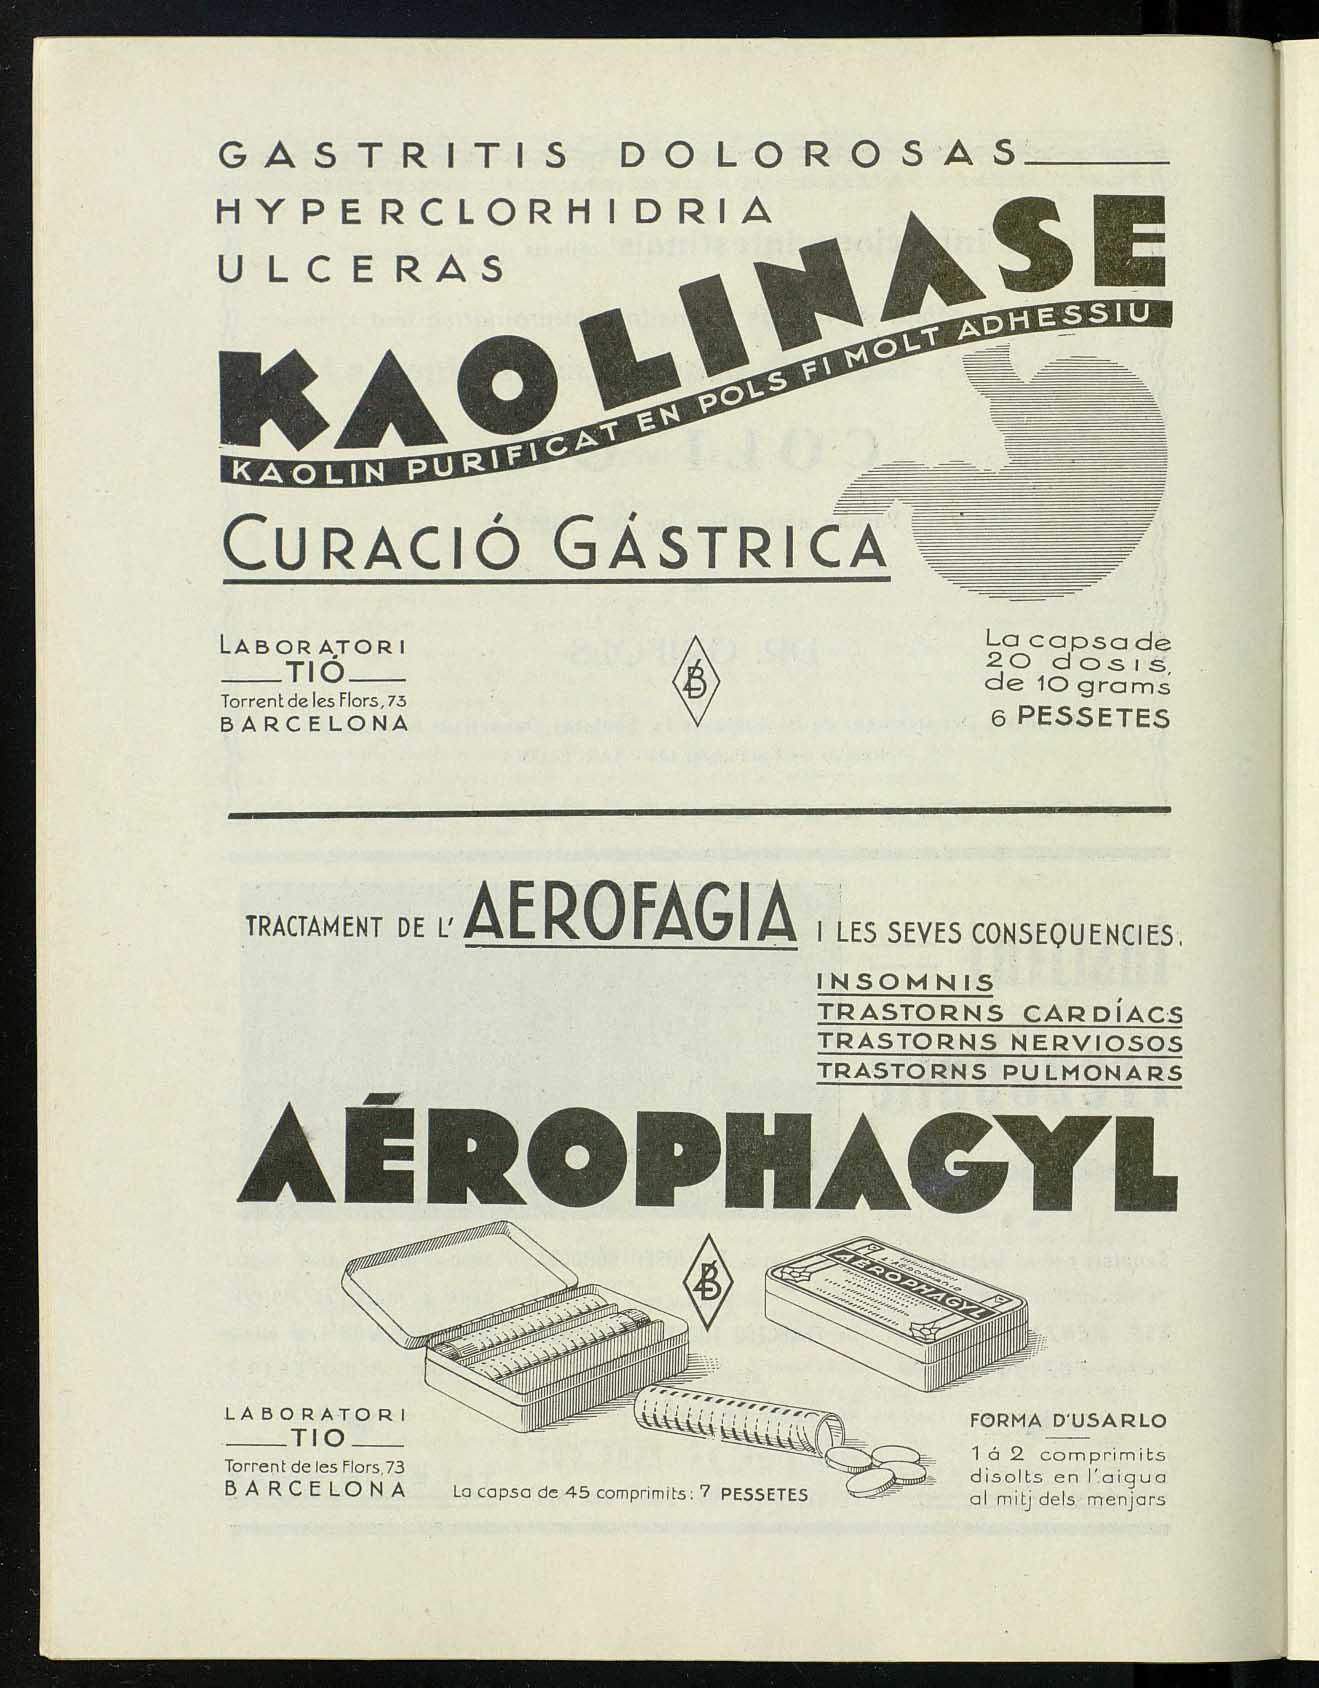 GASTRITIS DOLOROSAS
HYPERCLORHIDRIA
ULCERAS
KAOLINASE
KAOLIN PURIFICAT EN POLS FI MOLT ADHESSIU
CURACIÓ GÁSTRICA
LABORATORI
TIÓ
Torrent de les Flors, 73
BARCELONA
La capsa de
20 dosis,
de 10 grams
6 PESSETES
TRACTAMENT DE L' AEROFAGIA I LES SEVES CONSEQUENCIES.
INSOMNIS
TRASTORNS CARDÍACS
TRASTORNS NERVIOSOS
TRASTORNS PULMONARS
AÉROPHAGYL
L'AEROPHAGIE
AEROPHAGYL
LABORATORI
TIO
Torrent de les Flors, 73
BARCELONA
La capsa de 45 comprimits: 7 PESSETES
FORMA D'USARLO
1 á 2 comprimits
disolts en l'aigua
al mitj dels menjars